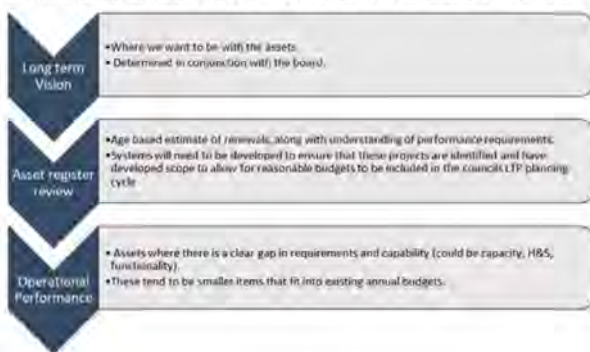 Long term
Vision
•Where we want to be with the assets.
• Determined in conjunction with the board.
Asset register
review
•Age based estimate of renewals, along with understanding of performance requirements.
•Systems will need to be developed to ensure that these projects are identified and have
developed scope to allow for reasonable budgets to be included in the councils LTP planning
cycle
Operational
Performance
• Assets where there is a clear gap in requirements and capability (could be capacity, H&S,
functionality).
•These tend to be smaller items that fit into existing annual budgets.